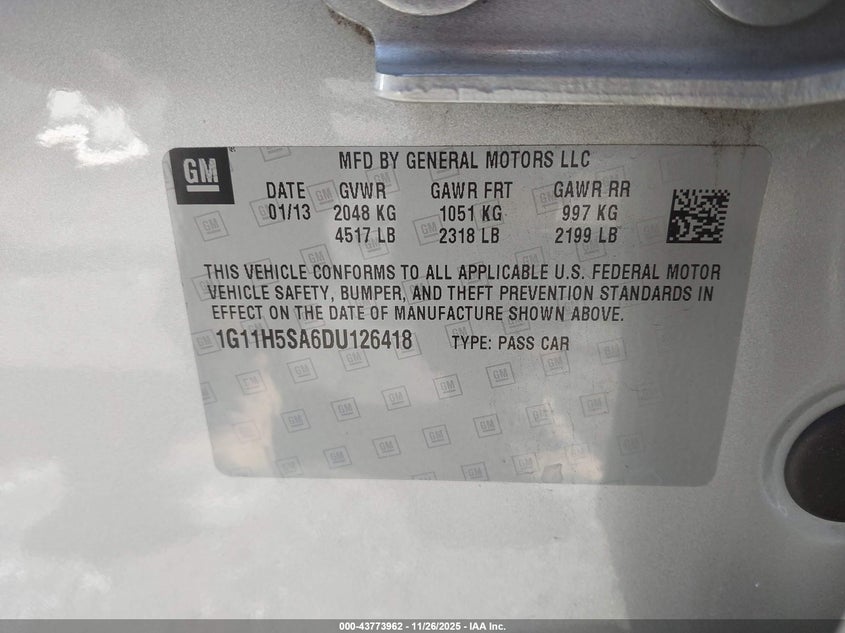 GM
MFD BY GENERAL MOTORS LLC
DATE GVWR GAWR FRT GAWR RR
01/13 2048 KG 1051 KG 997 KG
4517 LB 2318 LB 2199 LB
THIS VEHICLE CONFORMS TO ALL APPLICABLE U.S. FEDERAL MOTOR
VEHICLE SAFETY, BUMPER, AND THEFT PREVENTION STANDARDS IN
EFFECT ON THE DATE OF MANUFACTURE SHOWN ABOVE.
1G11H5SA6DU126418 TYPE: PASS CAR
000-43773962 - 11/26/2025 - IAA Inc.